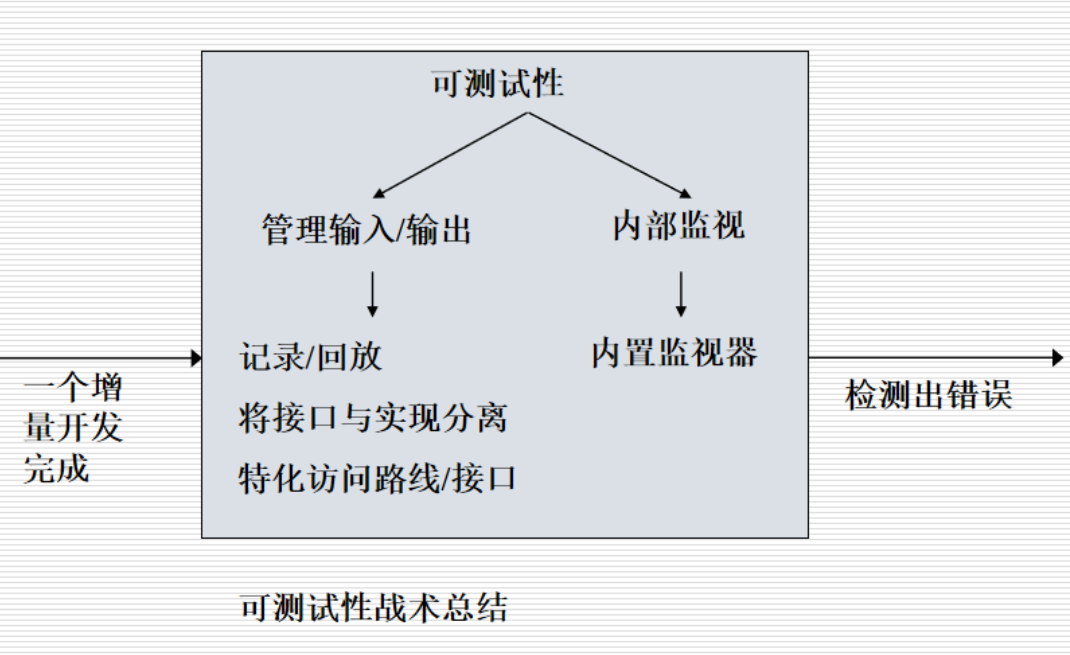 可测试性
管理输入/输出
内部监视
记录/回放
内置监视器
将接口与实现分离
特化访问路线/接口
一个增
量开发
完成
检测出错误
可测试性战术总结